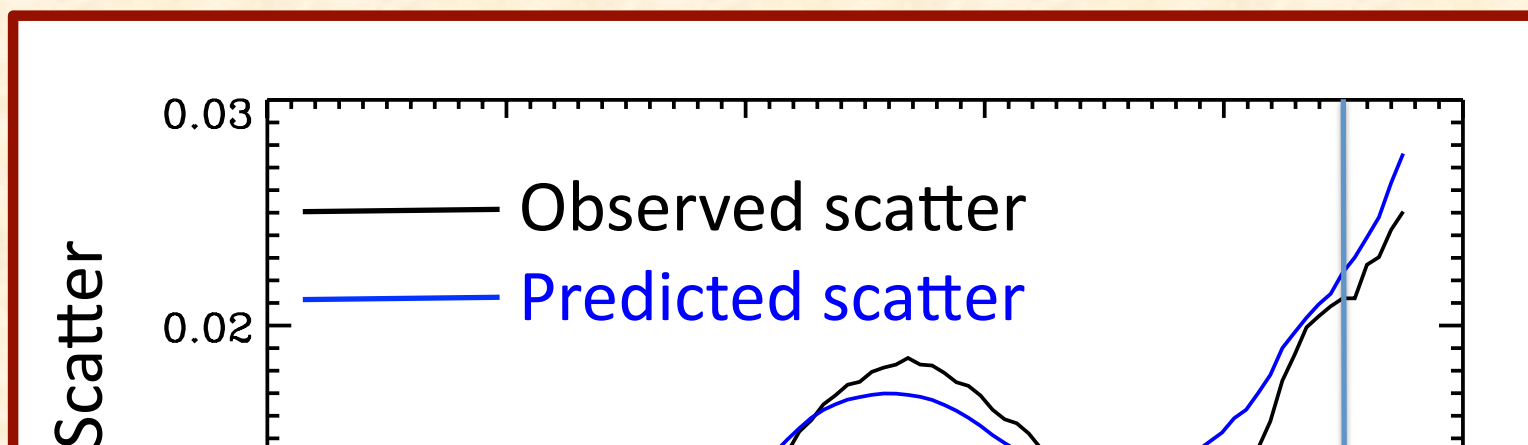 0.03
Observed scatter
Predicted scatter
0.02
Scatter